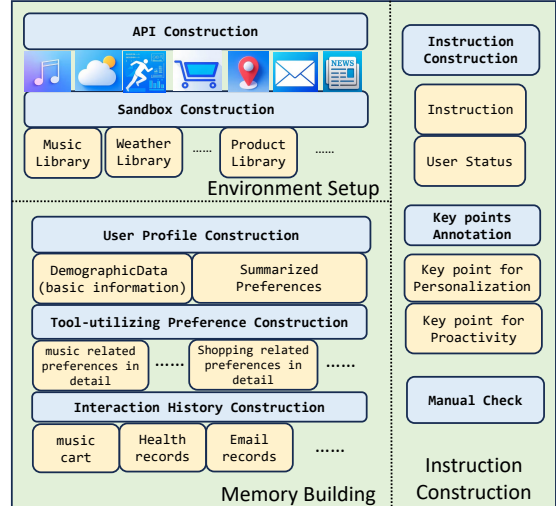 API Construction
NEWS
Sandbox Construction
Music
Library
Weather
Library
......
Product
Library
......
Environment Setup
User Profile Construction
DemographicData
(basic information)
Summarized
Preferences
Tool-utilizing Preference Construction
music related
preferences in
detail
......
Shopping related
preferences in
detail
......
Interaction History Construction
music
cart
Health
records
Email
records
......
Memory Building
Instruction
Construction
Instruction
User Status
Key points
Annotation
Key point for
Personalization
Key point for
Proactivity
Manual Check
Instruction
Construction